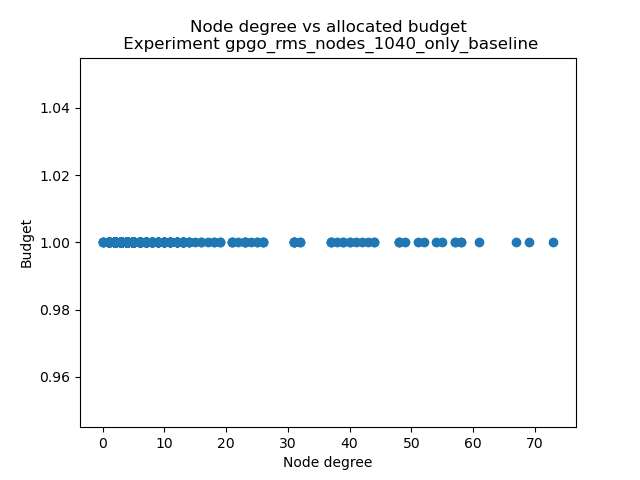 Node degree vs allocated budget
Experiment gpgo_rms_nodes_1040_only_baseline
1.04
1.02
1.00
0.98
0.96
Budget
0 10 20 30 40 50 60 70
Node degree